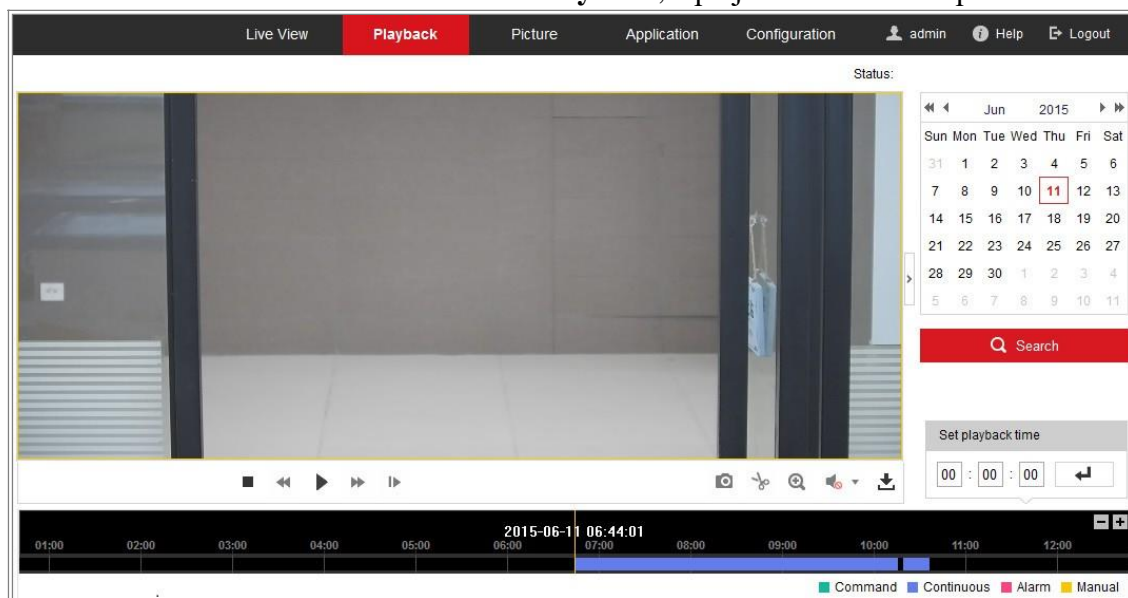 Live View Playback Picture Application Configuration admin Help Logout
Status:
Jun 2015
Sun Mon Tue Wed Thu Fri Sat
31 1 2 3 4 5 6
7 8 9 10 11 12 13
14 15 16 17 18 19 20
21 22 23 24 25 26 27
28 29 30 1 2 3 4
5 6 7 8 9 10 11
Search
Set playback time
00 : 00 : 00
2015-06-11 06:44:01
01:00 02:00 03:00 04:00 05:00 06:00 07:00 08:00 09:00 10:00 11:00 12:00
Command Continuous Alarm Manual